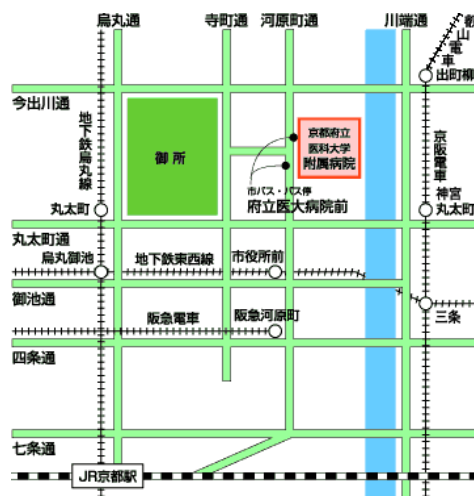 烏丸通
寺町通
河原町通
川端通
叡山電車
出町柳
今出川通
地下鉄烏丸線
御所
京都府立
医科大学
附属病院
京阪電車
市バス・バス停
府立医大病院前
神宮
丸太町
丸太町
丸太町通
烏丸御池
地下鉄東西線
市役所前
御池通
阪急電車
阪急河原町
三条
四条通
七条通
JR京都駅